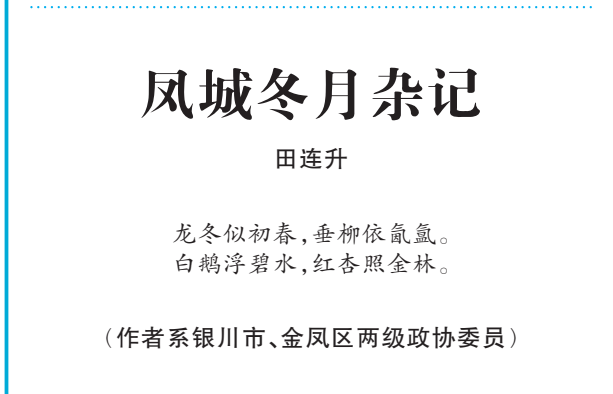 凤城冬月杂记
田连升
龙冬似初春，垂柳依氤氲。
白鹅浮碧水，红杏照金林。
（作者系银川市、金凤区两级政协委员）